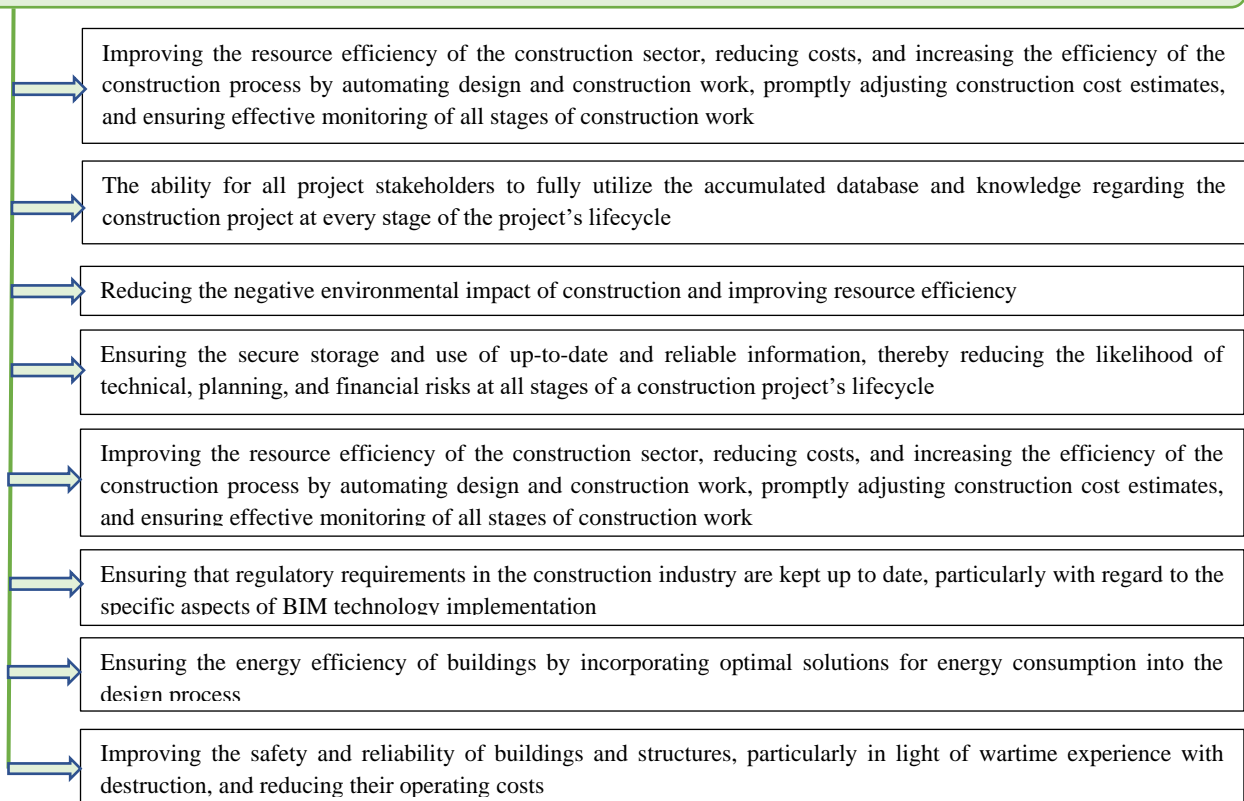 Improving the resource efficiency of the construction sector, reducing costs, and increasing the efficiency of the
construction process by automating design and construction work, promptly adjusting construction cost estimates,
and ensuring effective monitoring of all stages of construction work
The ability for all project stakeholders to fully utilize the accumulated database and knowledge regarding the
construction project at every stage of the project's lifecycle
Reducing the negative environmental impact of construction and improving resource efficiency
Ensuring the secure storage and use of up-to-date and reliable information, thereby reducing the likelihood of
technical, planning, and financial risks at all stages of a construction project's lifecycle
Improving the resource efficiency of the construction sector, reducing costs, and increasing the efficiency of the
construction process by automating design and construction work, promptly adjusting construction cost estimates,
and ensuring effective monitoring of all stages of construction work
Ensuring that regulatory requirements in the construction industry are kept up to date, particularly with regard to the
specific aspects of BIM technology implementation
Ensuring the energy efficiency of buildings by incorporating optimal solutions for energy consumption into the
design process
Improving the safety and reliability of buildings and structures, particularly in light of wartime experience with
destruction, and reducing their operating costs